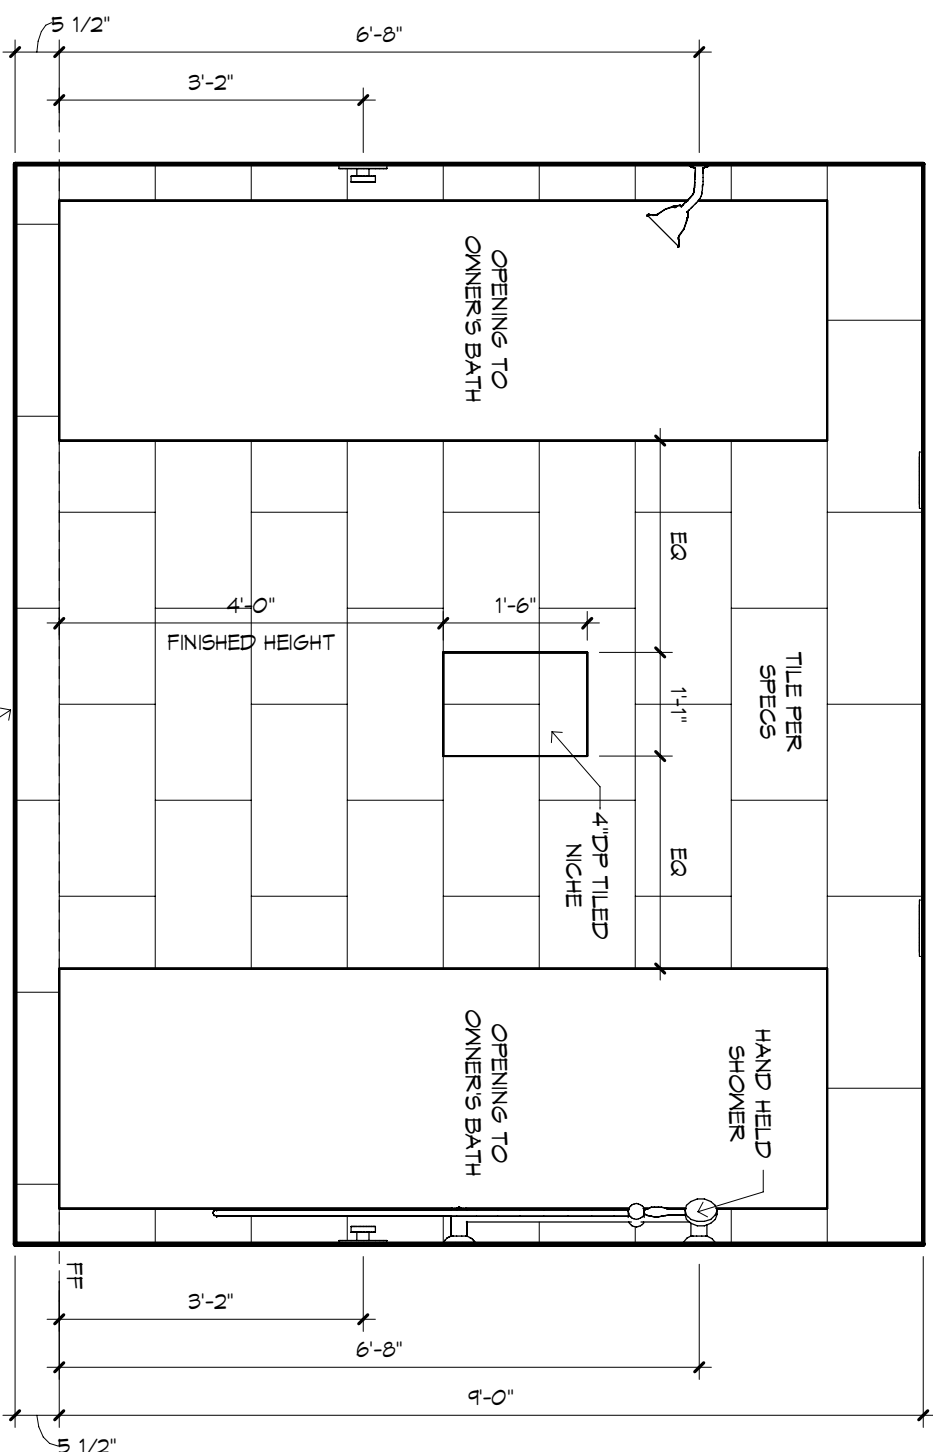 5 1/2"
6'-8"
3'-2"
OPENING TO
OWNER'S BATH
EQ
4'-0"
FINISHED HEIGHT
1'-6"
1'-1"
TILE PER
SPECS
4"DP TILED
NICHE
EQ
OPENING TO
OWNER'S BATH
HAND HELD
SHOWER
FF
3'-2"
6'-8"
9'-0"
5 1/2"